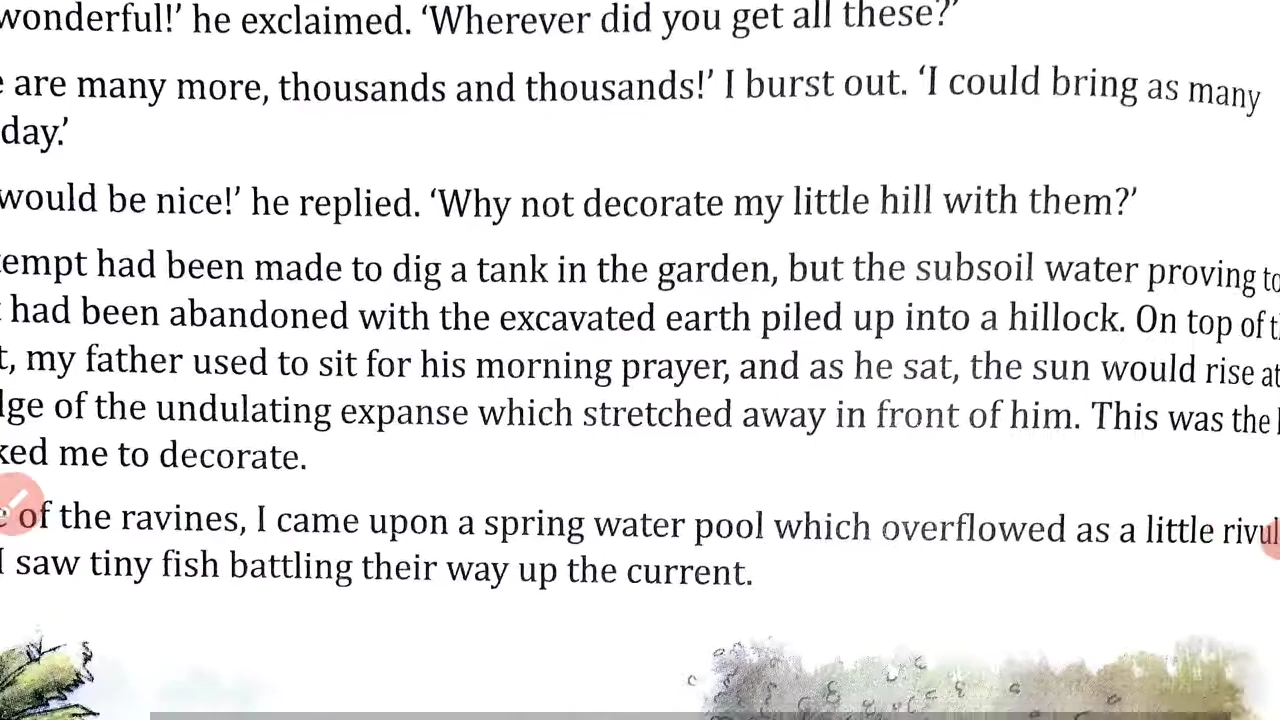 wonderful!’ he exclaimed. ‘Wherever did you get all these?’
are many more, thousands and thousands!’ I burst out. ‘I could bring as many
day.’
would be nice!’ he replied. ‘Why not decorate my little hill with them?’
had been made to dig a tank in the garden, but the subsoil water proving
had been abandoned with the excavated earth piled up into a hillock. On top of
my father used to sit for his morning prayer, and as he sat, the sun would rise at
of the undulating expanse which stretched away in front of him. This was the
me to decorate.
of the ravines, I came upon a spring water pool which overflowed as a little
I saw tiny fish battling their way up the current.